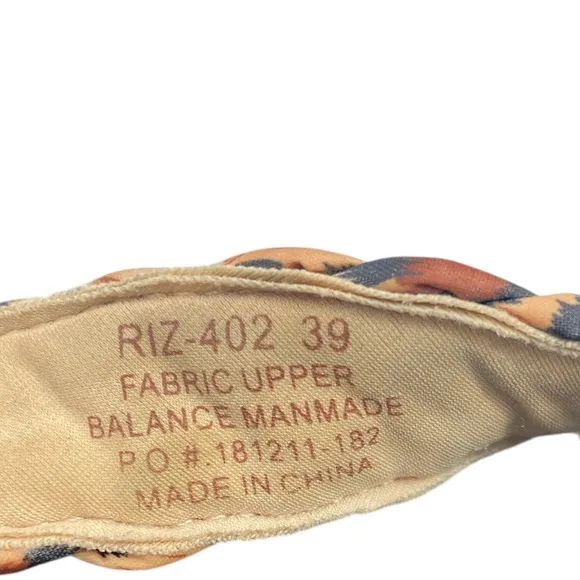 RIZ-402 39
FABRIC UPPER
BALANCE MANMADE
P O #.181211-182
MADE IN CHINA